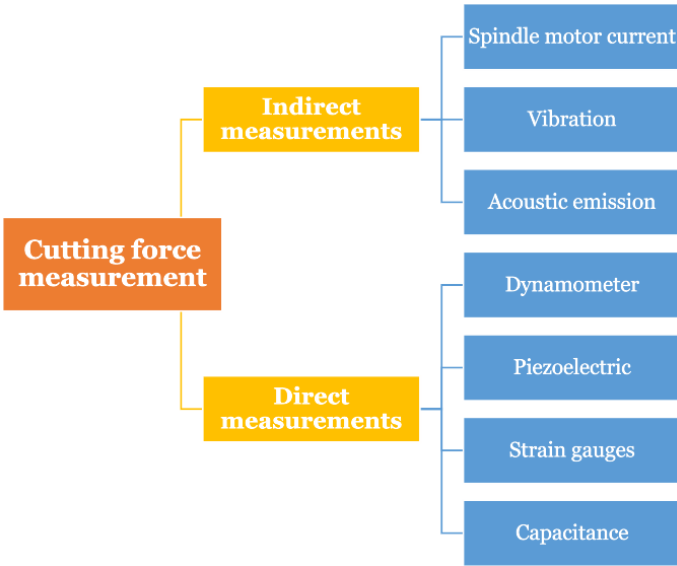 Cutting force
measurement
Indirect
measurements
Spindle motor current
Vibration
Acoustic emission
Direct
measurements
Dynamometer
Piezoelectric
Strain gauges
Capacitance